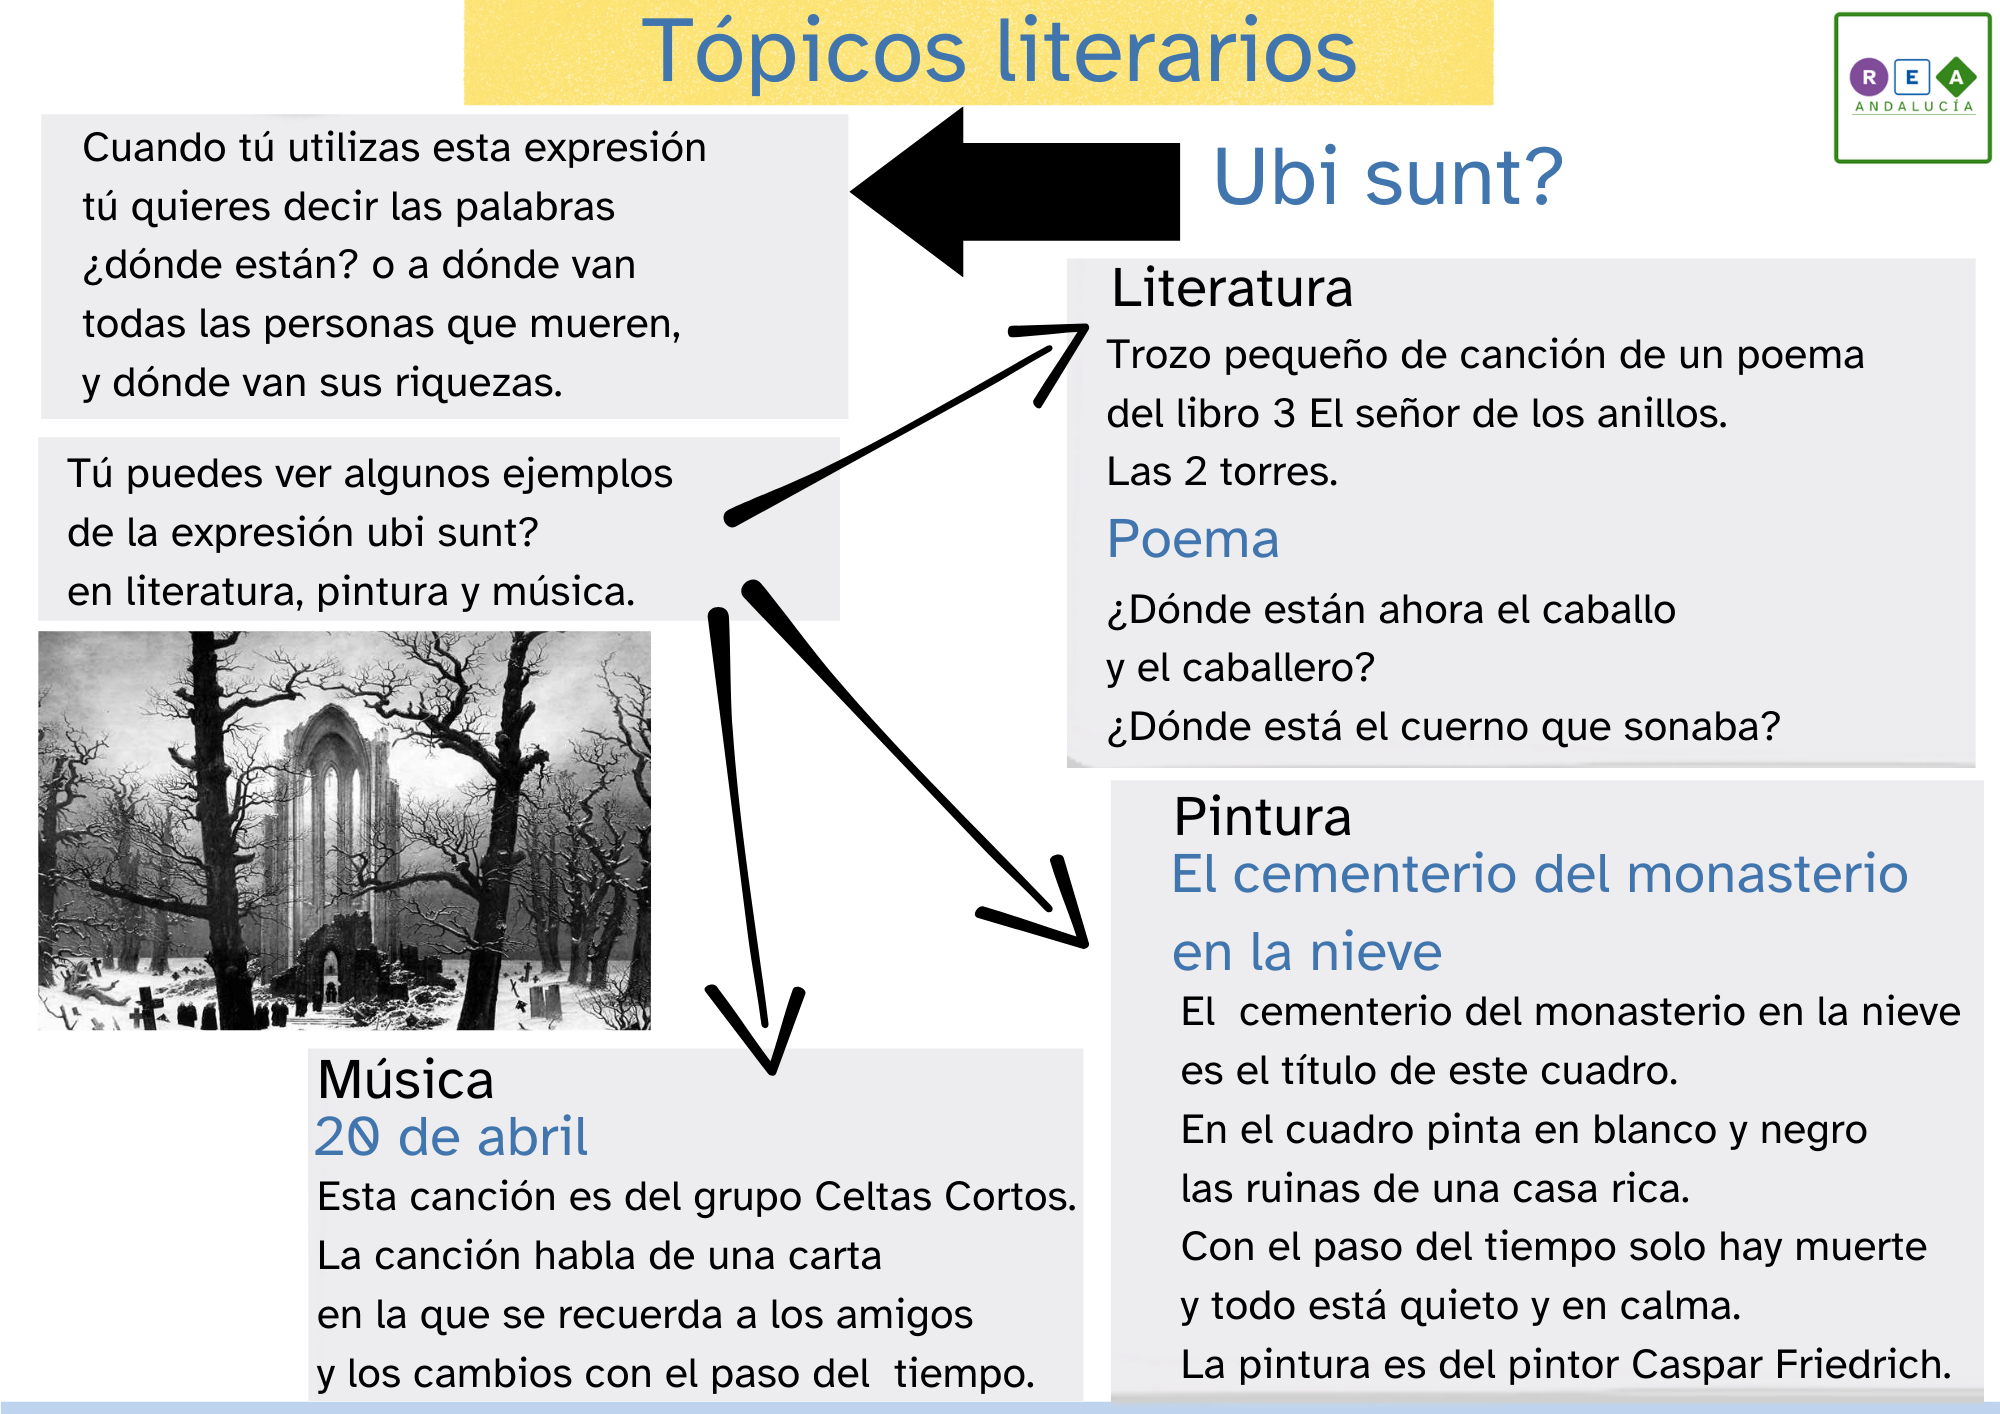 Tópicos literarios
R E A
ANDALUCÍA
Ubi sunt?
Cuando tú utilizas esta expresión
tú quieres decir las palabras
¿dónde están? o a dónde van
todas las personas que mueren,
y dónde van sus riquezas.
Tú puedes ver algunos ejemplos
de la expresión ubi sunt?
en literatura, pintura y música.
Literatura
Trozo pequeño de canción de un poema
del libro 3 El señor de los anillos.
Las 2 torres.
Poema
¿Dónde están ahora el caballo
y el caballero?
¿Dónde está el cuerno que sonaba?
Pintura
El cementerio del monasterio
en la nieve
El  cementerio del monasterio en la nieve
es el título de este cuadro.
En el cuadro pinta en blanco y negro
las ruinas de una casa rica.
Con el paso del tiempo solo hay muerte
y todo está quieto y en calma.
La pintura es del pintor Caspar Friedrich.
Música
20 de abril
Esta canción es del grupo Celtas Cortos.
La canción habla de una carta
en la que se recuerda a los amigos
y los cambios con el paso del  tiempo.